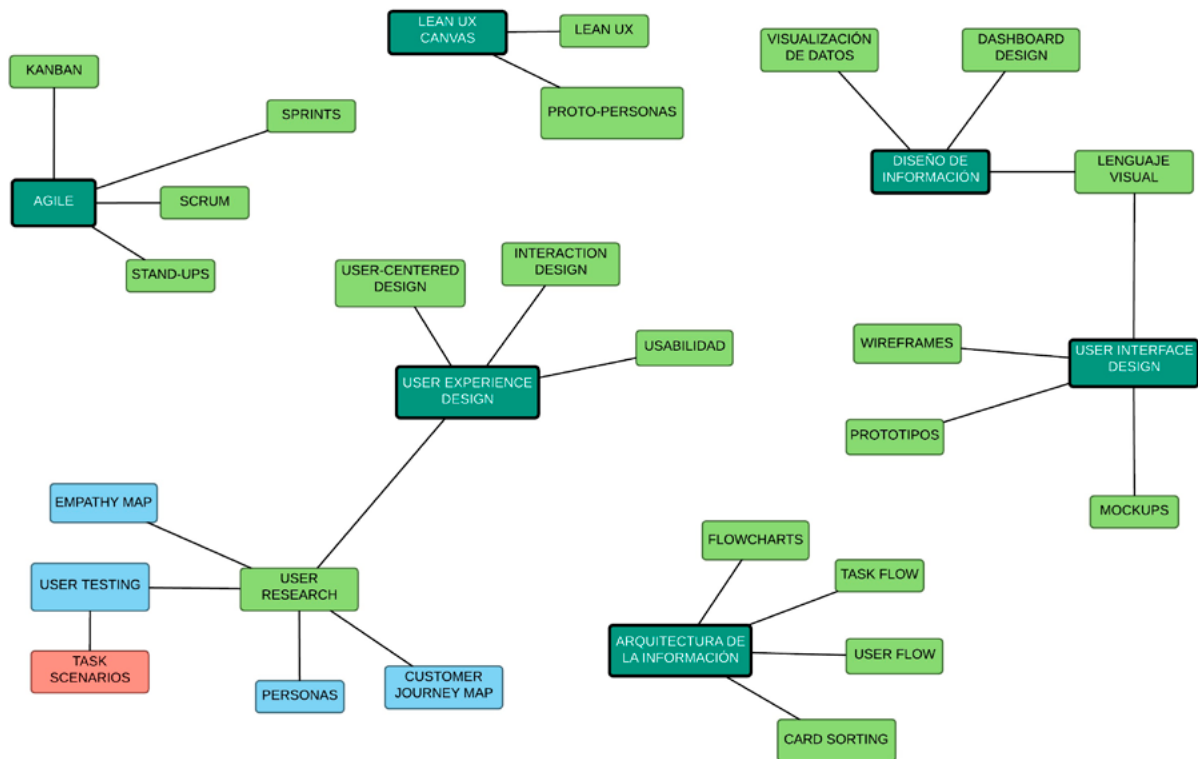 LEAN UX
CANVAS
LEAN UX
PROTO-PERSONAS
KANBAN
SPRINTS
AGILE
SCRUM
STAND-UPS
VISUALIZACIÓN
DE DATOS
DASHBOARD
DESIGN
DISEÑO DE
INFORMACIÓN
LENGUAJE
VISUAL
USER-CENTERED
DESIGN
INTERACTION
DESIGN
USABILIDAD
USER EXPERIENCE
DESIGN
WIREFRAMES
USER INTERFACE
DESIGN
PROTOTIPOS
MOCKUPS
EMPATHY MAP
USER TESTING
USER
RESEARCH
TASK
SCENARIOS
PERSONAS
CUSTOMER
JOURNEY MAP
FLOWCHARTS
TASK FLOW
ARQUITECTURA DE
LA INFORMACIÓN
USER FLOW
CARD SORTING